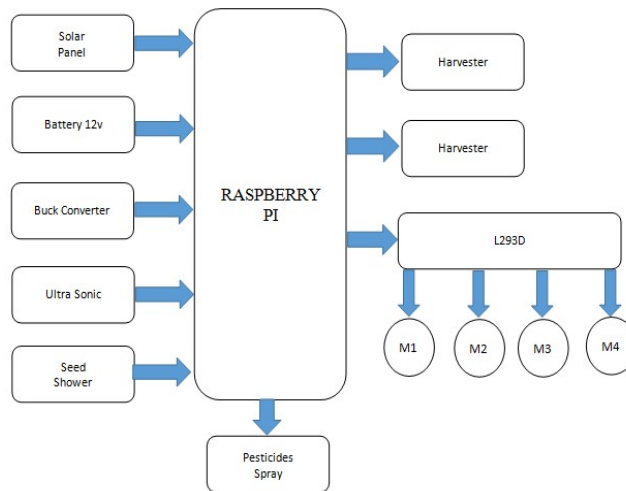 Solar
Panel
Battery 12v
Buck Converter
Ultra Sonic
Seed
Shower
RASPBERRY
PI
Harvester
Harvester
L293D
M1
M2
M3
M4
Pesticides
Spray